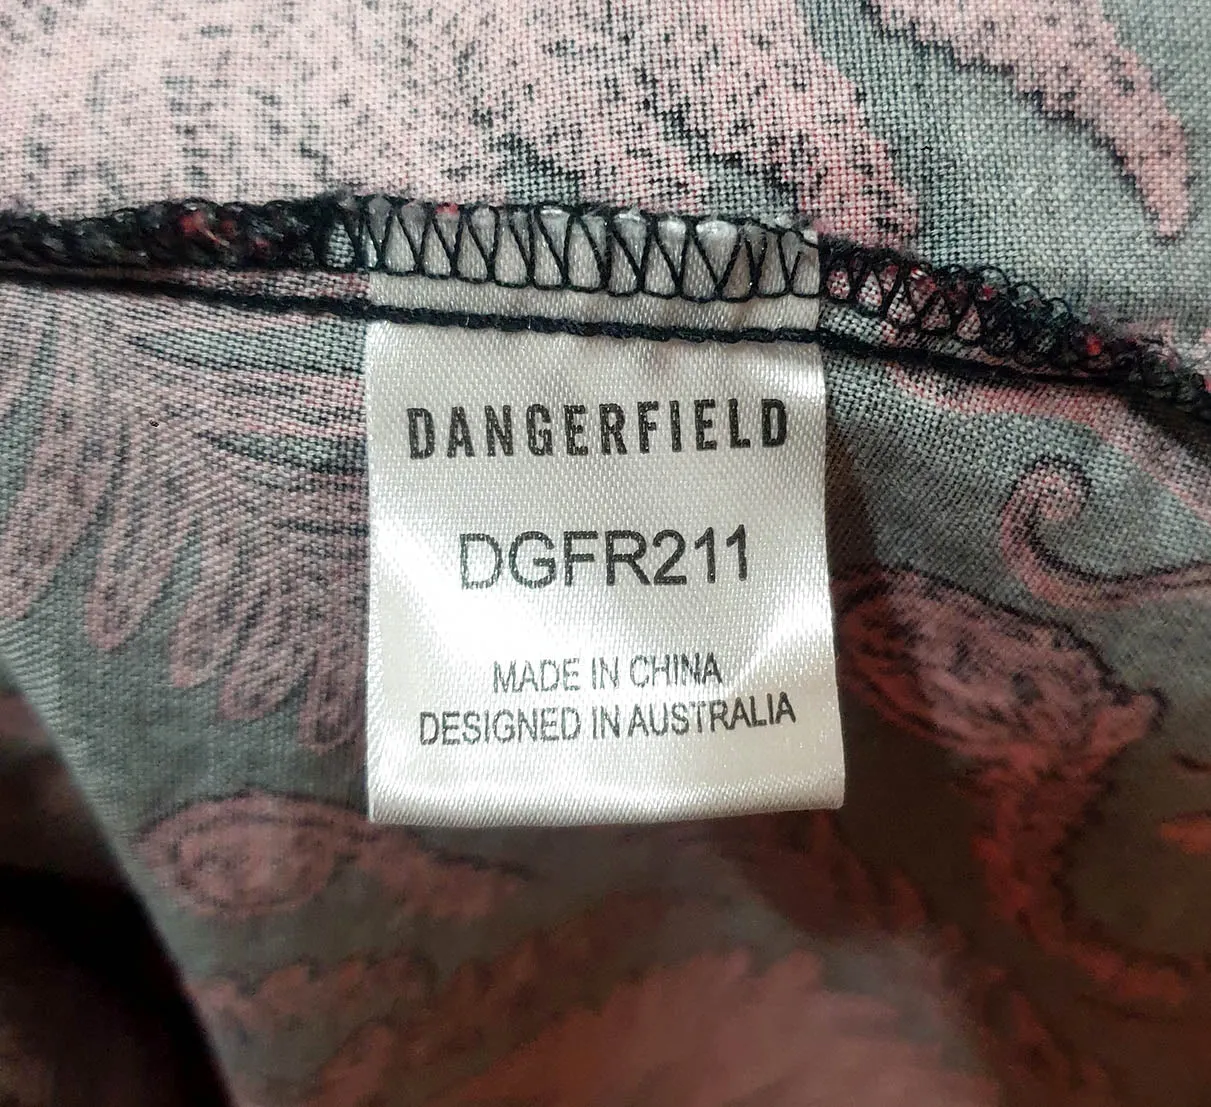 DANGERFIELD
DGFR211
MADE IN CHINA
DESIGNED IN AUSTRALIA